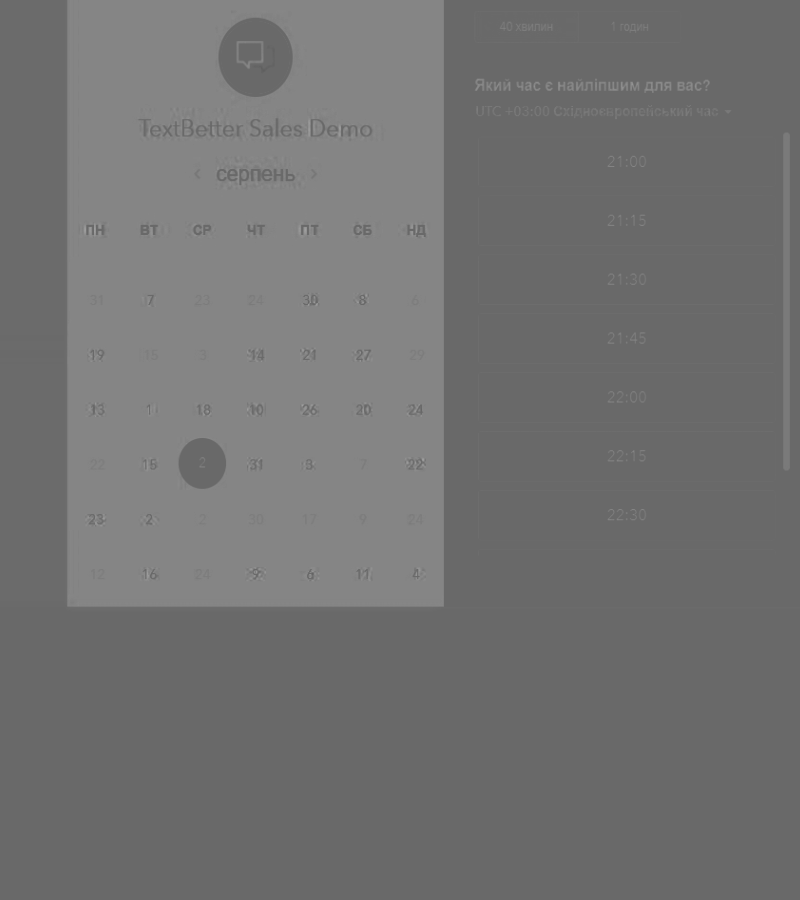 TextBetter Sales Demo
серпень
ПН ВТ СР ЧТ ПТ СБ НД
31 7 23 24 30 8 6
19 15 3 14 21 27 29
13 1 18 10 26 20 24
22 18 2 31 3 7 22
23 2 2 30 17 9 24
12 16 24 9 6 11 4
40 хвилин 1 годин
Який час є найліпшим для вас?
UTC +03:00 Східноєвропейський час
21:00
21:15
21:30
21:45
22:00
22:15
22:30